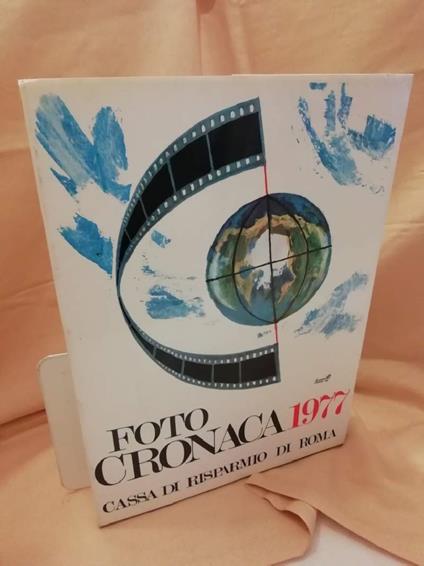 FOTO
CRONACA 1977
CASSA DI RISPARMIO DI ROMA